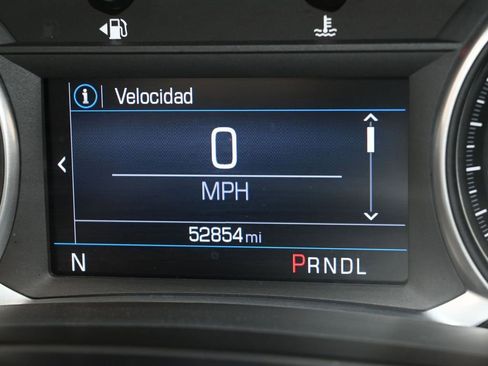 Velocidad
0
MPH
52854 mi
N PRNDL